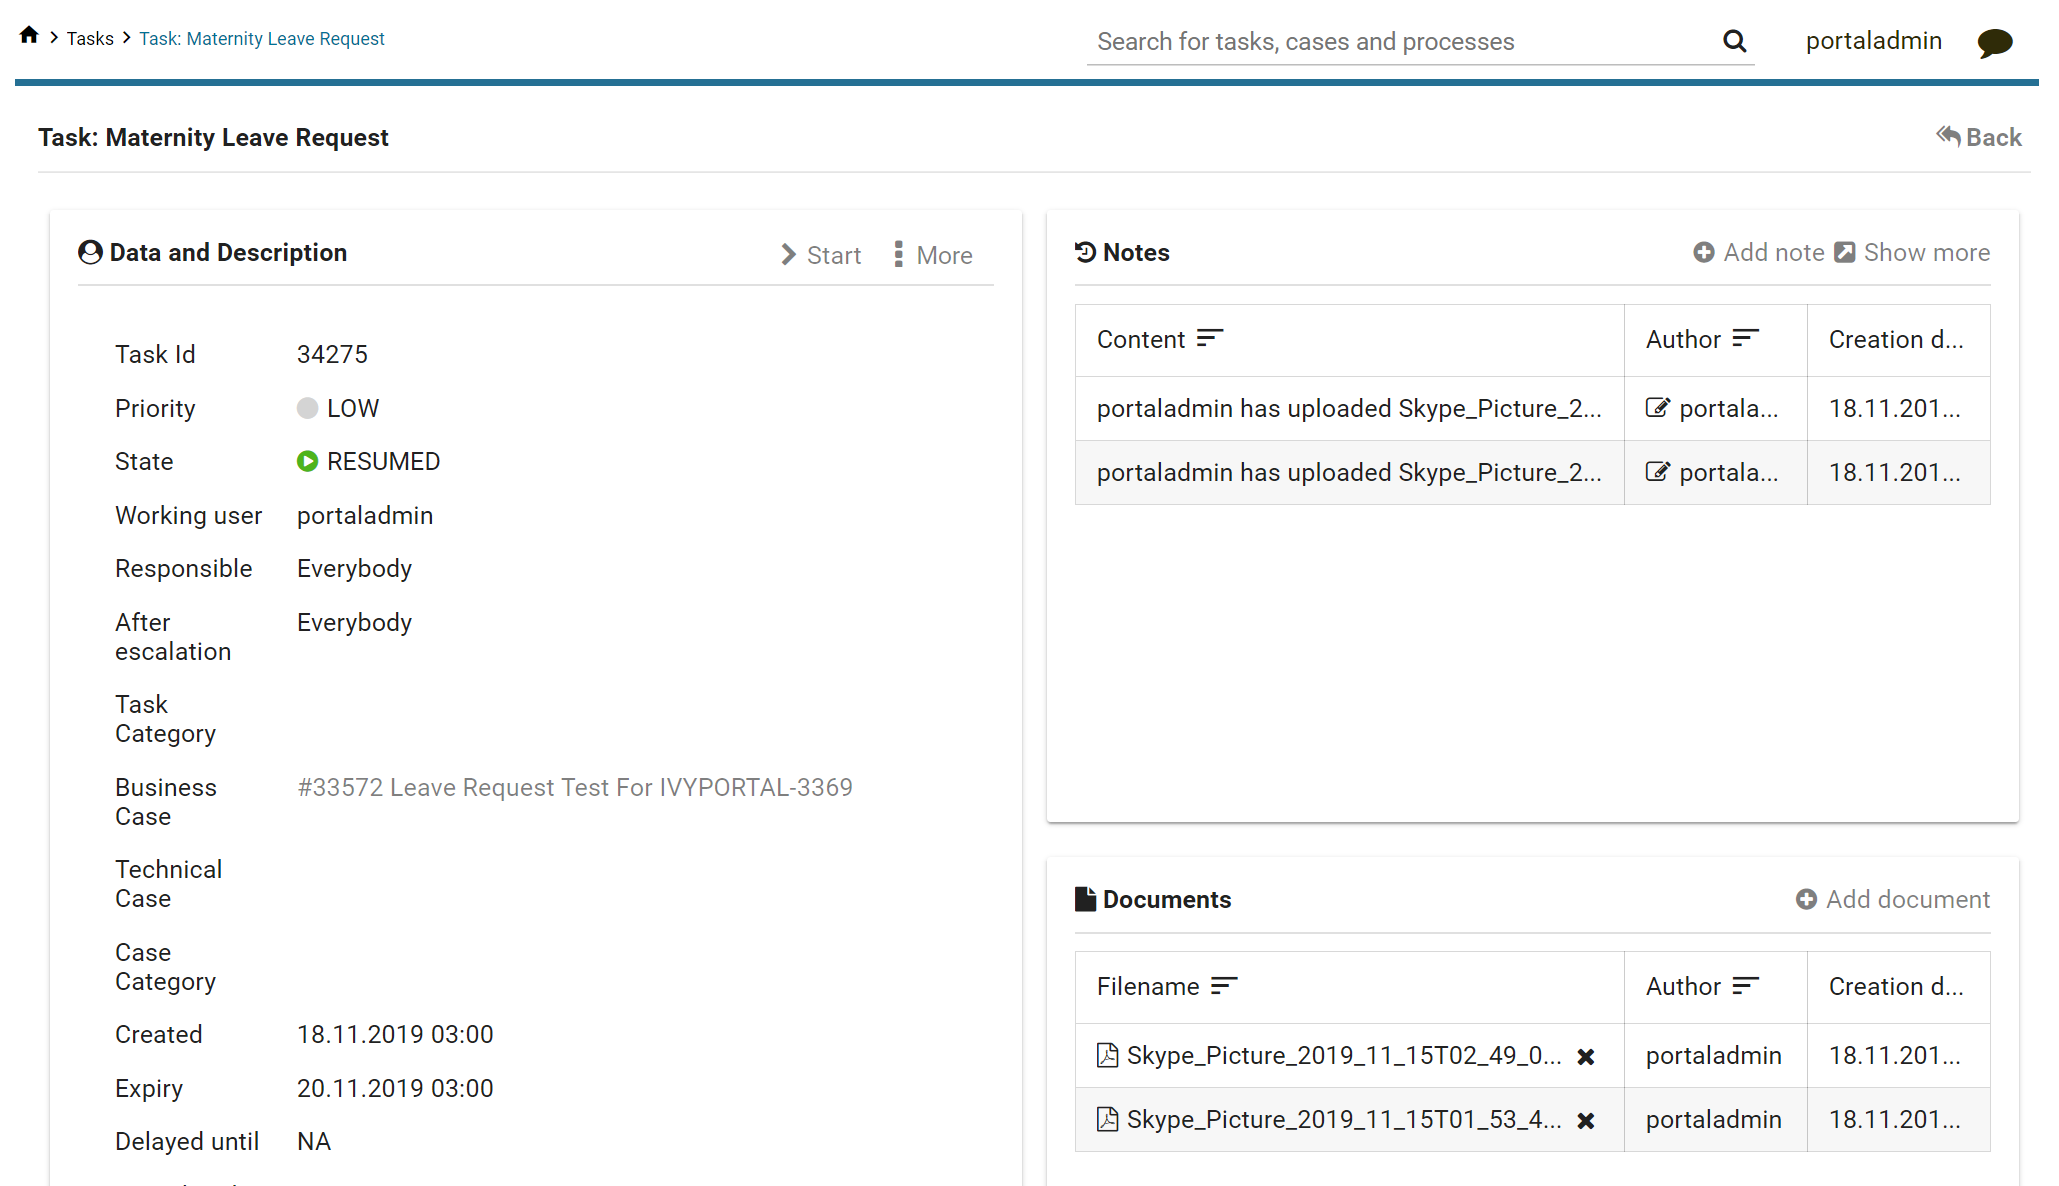 Tasks Task: Maternity Leave Request
Search for tasks, cases and processes
portaladmin
Task: Maternity Leave Request
Back
Data and Description
Start
More
Task Id 34275
Priority LOW
State RESUMED
Working user portaladmin
Responsible Everybody
After escalation Everybody
Task Category
Business Case #33572 Leave Request Test For IVYPORTAL-3369
Technical Case
Case Category
Created 18.11.2019 03:00
Expiry 20.11.2019 03:00
Delayed until NA
Notes
Add note Show more
Content Author Creation d...
portaladmin has uploaded Skype_Picture_2... portala... 18.11.201...
portaladmin has uploaded Skype_Picture_2... portala... 18.11.201...
Documents
Add document
Filename Author Creation d...
Skype_Picture_2019_11_15T02_49_0... portaladmin 18.11.201...
Skype_Picture_2019_11_15T01_53_4... portaladmin 18.11.201...